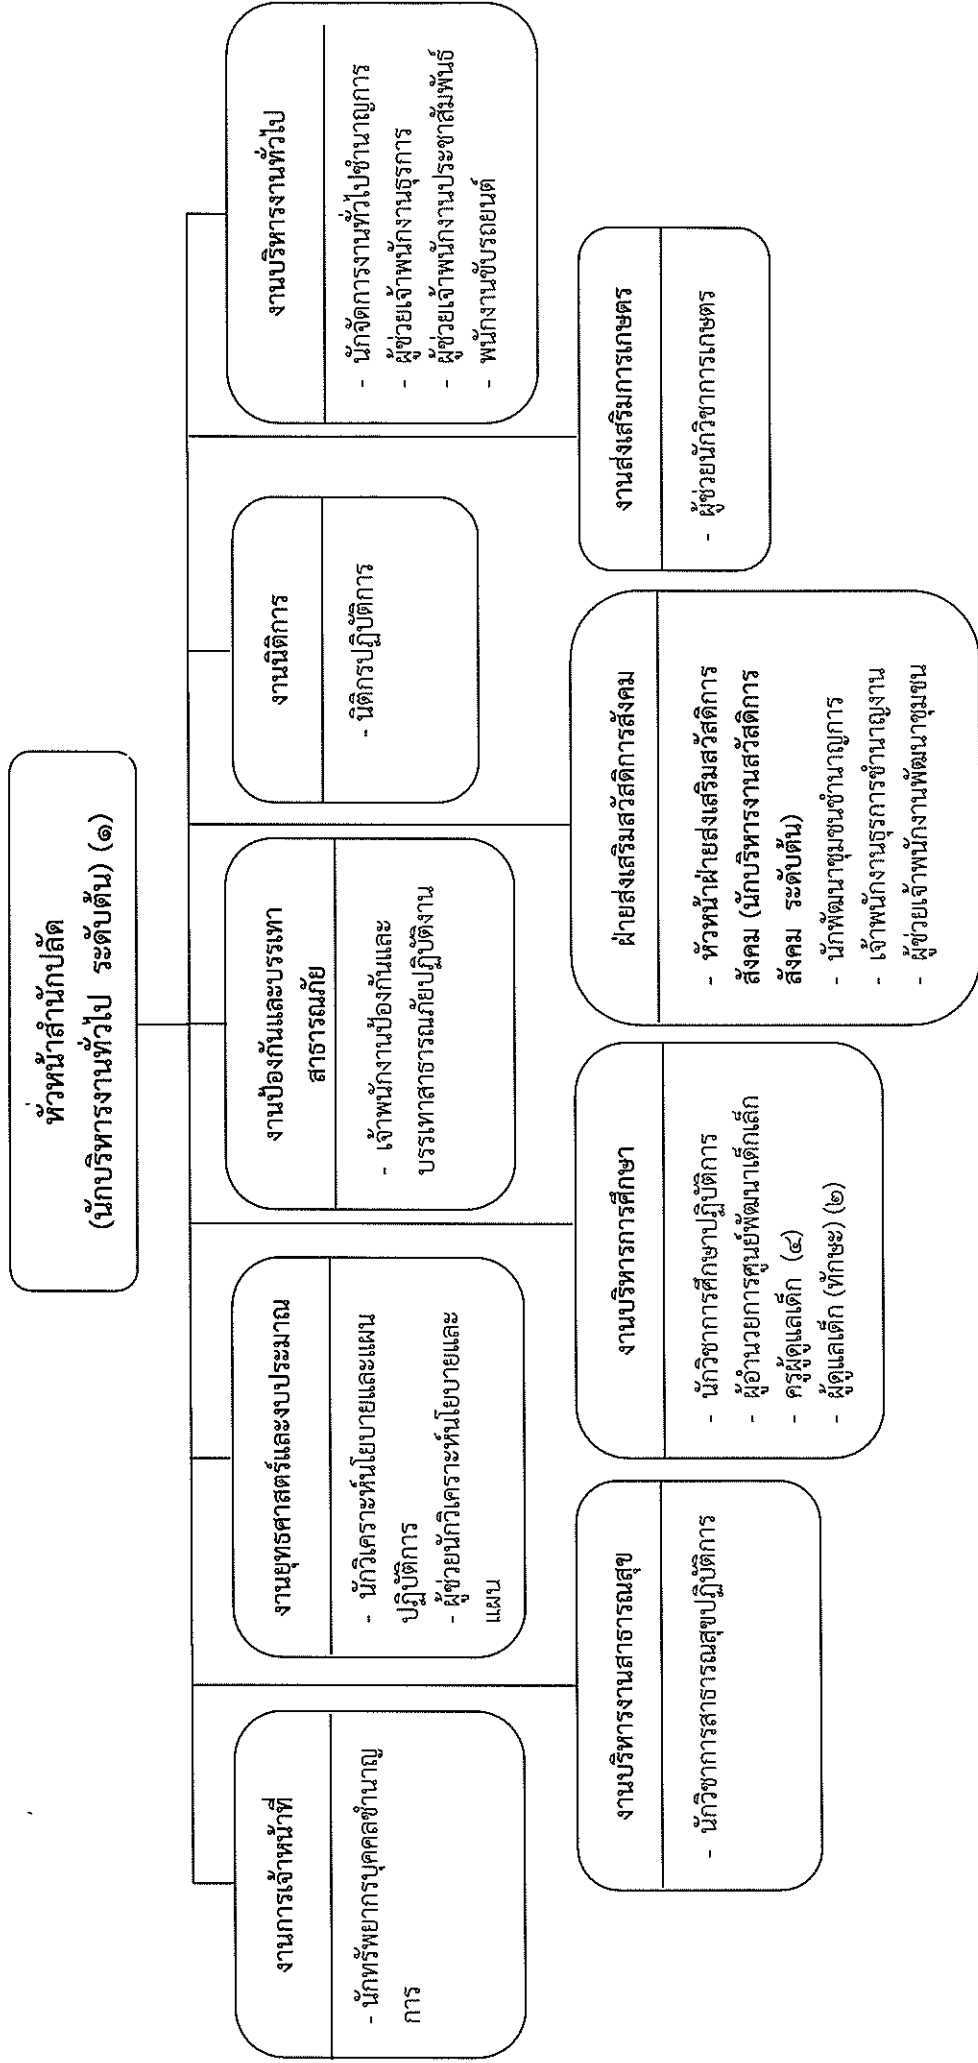 หัวหน้าสำนักปลัด
(นักบริหารงานทั่วไป ระดับต้น) (๑)
งานการเจ้าหน้าที่
- นักทรัพยากรบุคคลชำนาญ
การ
งานยุทธศาสตร์และงบประมาณ
- นักวิเคราะห์นโยบายและแผน
ปฏิบัติการ
- ผู้ช่วยนักวิเคราะห์นโยบายและ
แผน
งานป้องกันและบรรเทา
สาธารณภัย
- เจ้าพนักงานป้องกันและ
บรรเทาสาธารณภัยปฏิบัติงาน
งานนิติการ
- นิติกรปฏิบัติการ
งานบริหารงานทั่วไป
- นักจัดการงานทั่วไปชำนาญการ
- ผู้ช่วยเจ้าพนักงานธุรการ
- ผู้ช่วยเจ้าพนักงานประชาสัมพันธ์
- พนักงานขับรถยนต์
งานบริหารงานสาธารณสุข
- นักวิชาการสาธารณสุขปฏิบัติการ
งานบริหารการศึกษา
- นักวิชาการศึกษาปฏิบัติการ
- ผู้อำนวยการศูนย์พัฒนาเด็กเล็ก
- ครูผู้ดูแลเด็ก (๔)
- ผู้ดูแลเด็ก (ทักษะ) (๒)
ฝ่ายส่งเสริมสวัสดิการสังคม
- หัวหน้าฝ่ายส่งเสริมสวัสดิการ
สังคม (นักบริหารงานสวัสดิการ
สังคม ระดับต้น)
- นักพัฒนาชุมชนชำนาญการ
- เจ้าพนักงานธุรการชำนาญงาน
- ผู้ช่วยเจ้าพนักงานพัฒนาชุมชน
งานส่งเสริมการเกษตร
- ผู้ช่วยนักวิชาการเกษตร